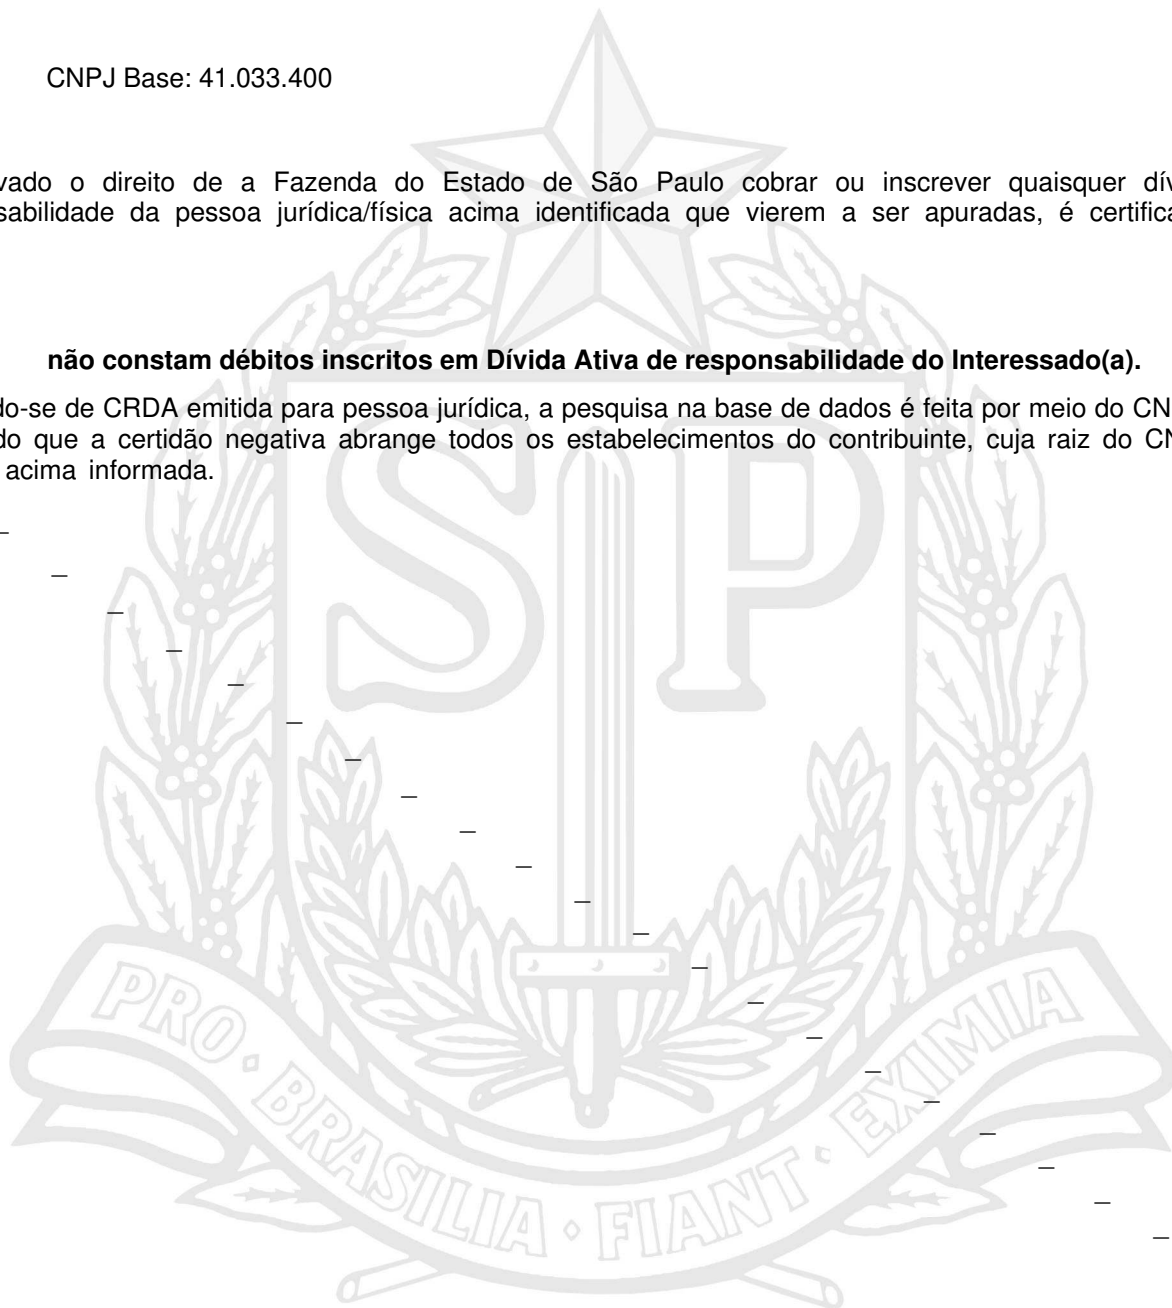 CNPJ Base: 41.033.400
vado o direito de a Fazenda do Estado de São Paulo cobrar ou inscrever quaisquer dív
sabilidade da pessoa jurídica/física acima identificada que vierem a ser apuradas, é certifica
não constam débitos inscritos em Dívida Ativa de responsabilidade do Interessado(a).
do-se de CRDA emitida para pessoa jurídica, a pesquisa na base de dados é feita por meio do CN
do que a certidão negativa abrange todos os estabelecimentos do contribuinte, cuja raiz do CN
acima informada.
SP
PRO • BRASILIA • FIANT • EXIMIA